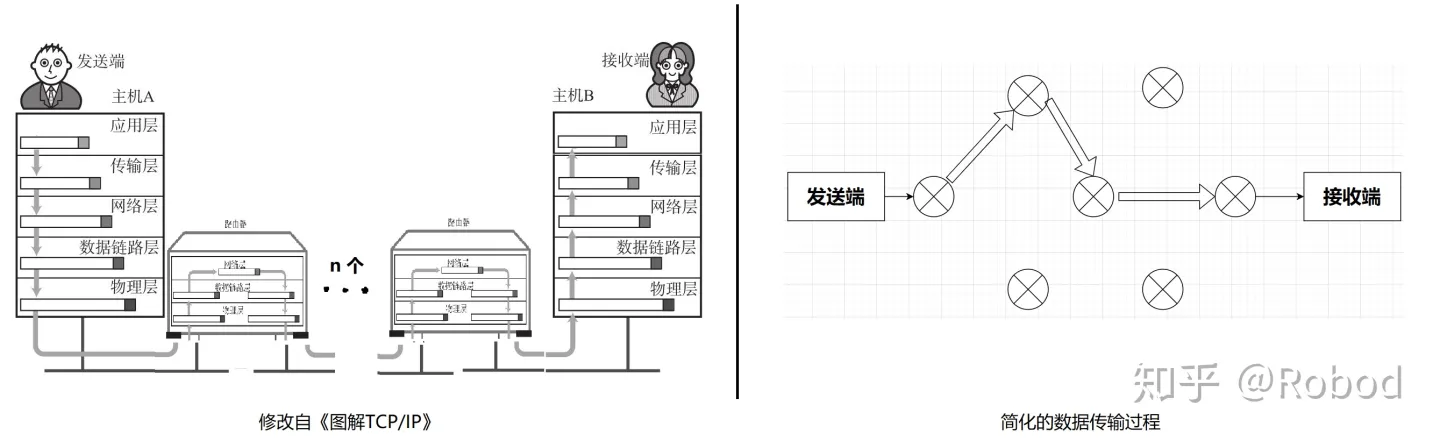 发送端
主机A
应用层
传输层
网络层
数据链路层
物理层
路由器
网络层
数据链路层
物理层
n 个
路由器
网络层
数据链路层
物理层
接收端
主机B
应用层
传输层
网络层
数据链路层
物理层
修改自《图解TCP/IP》
发送端
接收端
简化的数据传输过程
知乎 @Robod